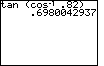 tan (cos⁻¹ .82)
.6980042937